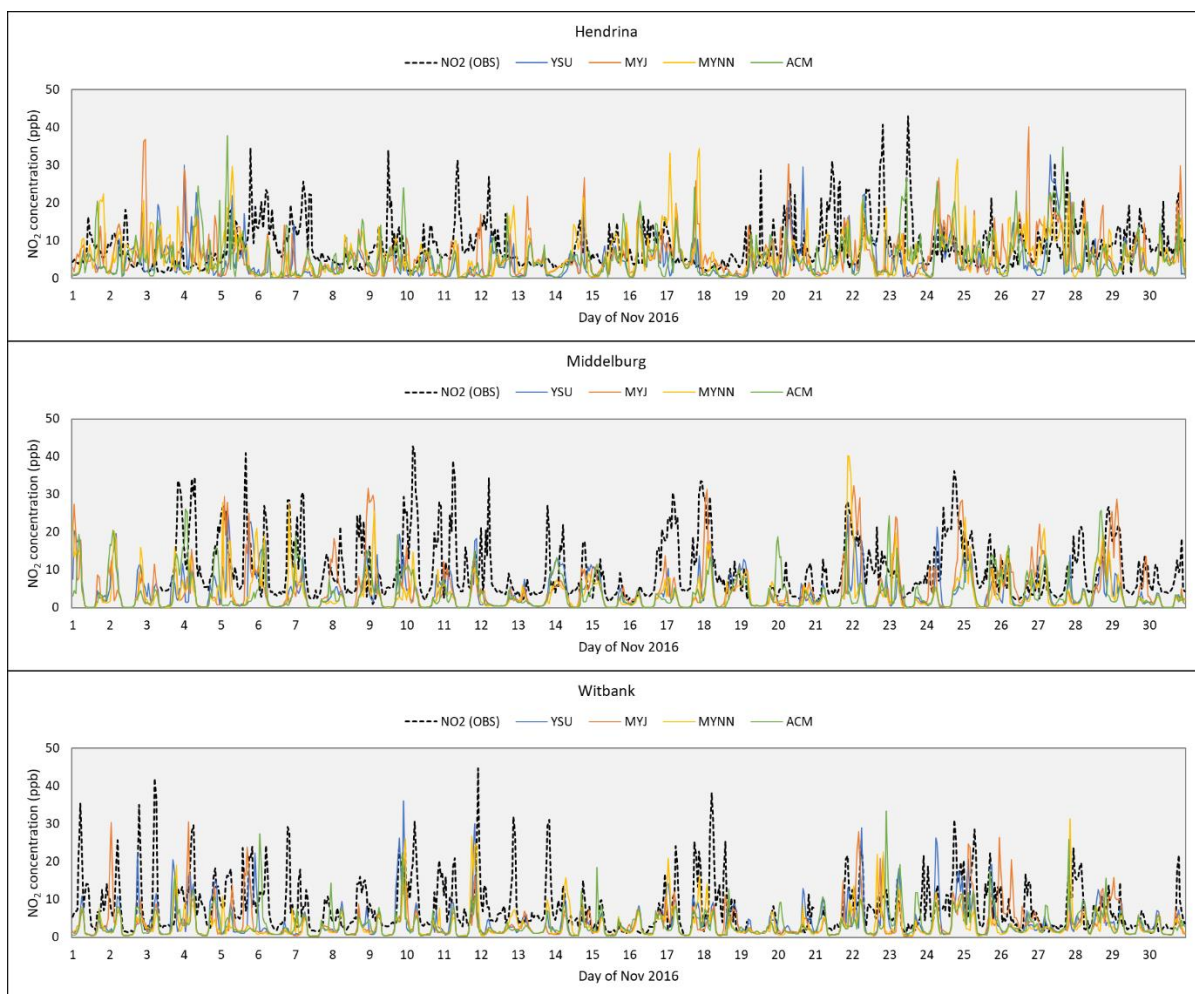 Hendrina
NO2 (OBS) YSU MYJ MYNN ACM
NO₂ concentration (ppb)
50
40
30
20
10
0
1 2 3 4 5 6 7 8 9 10 11 12 13 14 15 16 17 18 19 20 21 22 23 24 25 26 27 28 29 30
Day of Nov 2016
Middelburg
NO2 (OBS) YSU MYJ MYNN ACM
NO₂ concentration (ppb)
50
40
30
20
10
0
1 2 3 4 5 6 7 8 9 10 11 12 13 14 15 16 17 18 19 20 21 22 23 24 25 26 27 28 29 30
Day of Nov 2016
Witbank
NO2 (OBS) YSU MYJ MYNN ACM
NO₂ concentration (ppb)
50
40
30
20
10
0
1 2 3 4 5 6 7 8 9 10 11 12 13 14 15 16 17 18 19 20 21 22 23 24 25 26 27 28 29 30
Day of Nov 2016